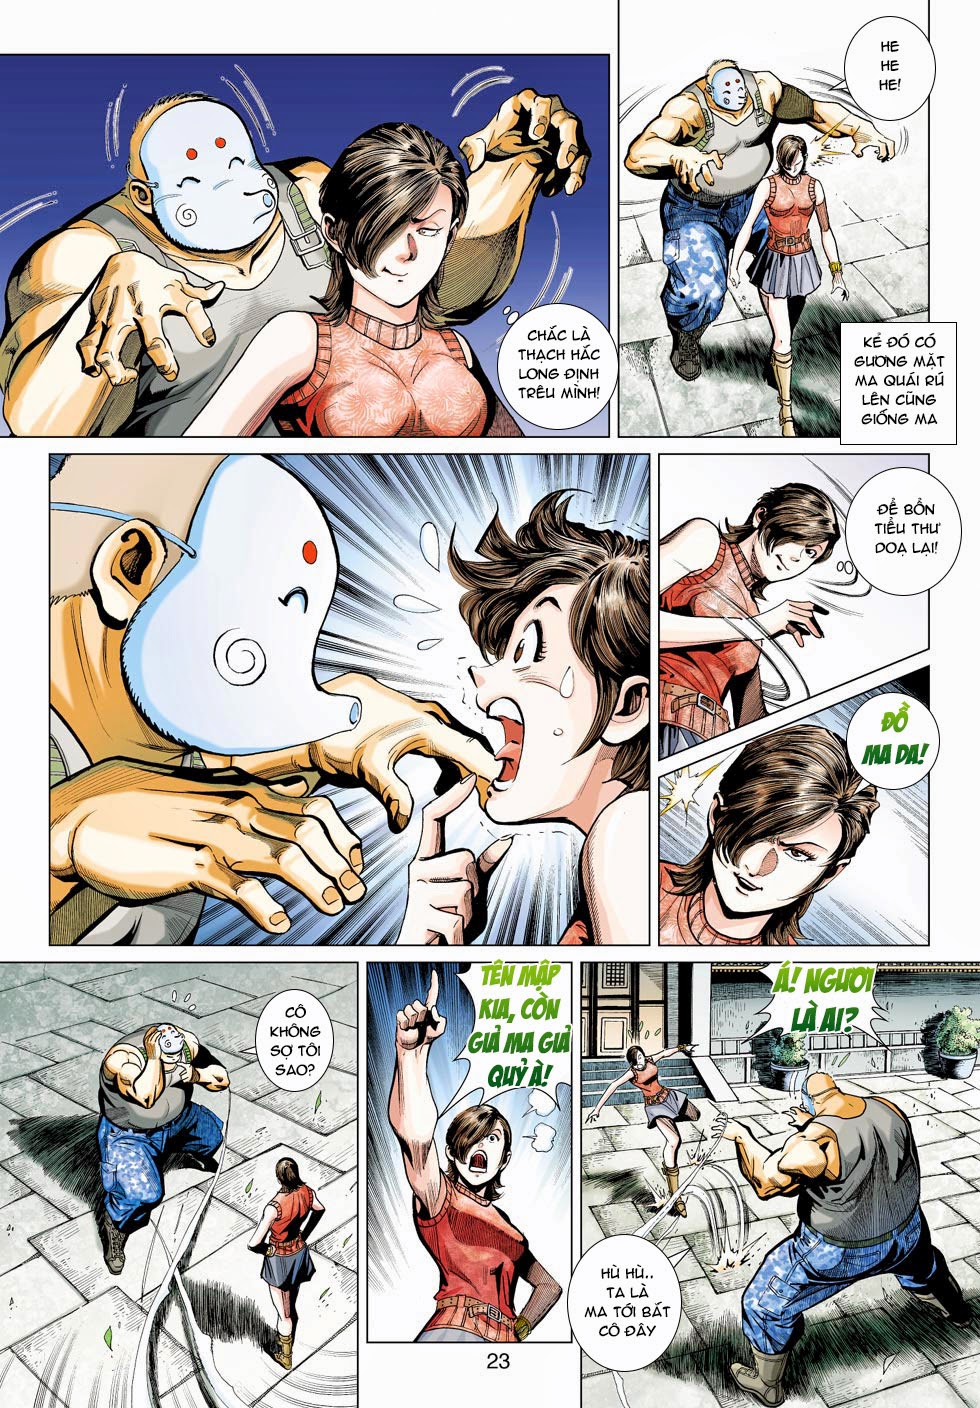 HE
HE
HE!
CHẮC LÀ
THẠCH HẮC
LONG ĐỊNH
TRÊU MÌNH!
KẺ ĐÓ CÓ
GƯƠNG MẶT
MA QUÁI RÚ
LÊN CŨNG
GIỐNG MA
ĐỂ BỔN
TIỂU THƯ
DOẠ LẠI!
ĐỒ
MA DA!
CÔ
KHÔNG
SỢ TÔI
SAO?
TÊN MẬP
KIA, CÒN
GIẢ MA GIẢ
QUỶ À!
Á! NGƯƠI
LÀ AI?
HÙ HÙ..
TA LÀ
MA TỚI BẮT
CÔ ĐÂY
23